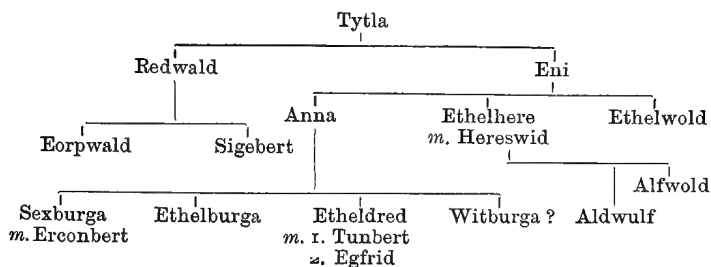 Tytla
Redwald Eni
Anna Ethelhere Ethelwold
m. Hereswid
Eorpwald Sigebert
Alfwold
Sexburga Ethelburga Etheldred Witburga ? Aldwulf
m. Erconbert m. 1. Tunbert
2. Egfrid